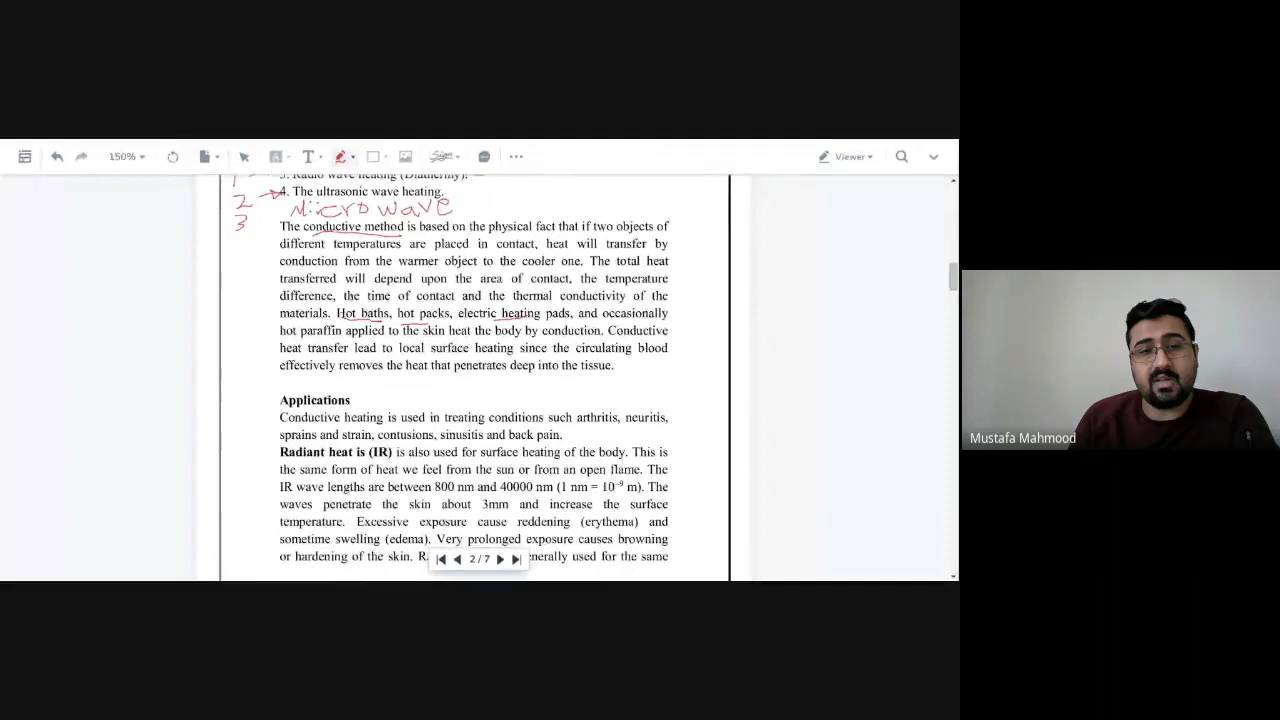 150%
T
Sign
Viewer
1
3. Radio wave heating (Diathermy).
2
4. The ultrasonic wave heating.
Microwave
3
The conductive method is based on the physical fact that if two objects of
different temperatures are placed in contact, heat will transfer by
conduction from the warmer object to the cooler one. The total heat
transferred will depend upon the area of contact, the temperature
difference, the time of contact and the thermal conductivity of the
materials. Hot baths, hot packs, electric heating pads, and occasionally
hot paraffin applied to the skin heat the body by conduction. Conductive
heat transfer lead to local surface heating since the circulating blood
effectively removes the heat that penetrates deep into the tissue.
Applications
Conductive heating is used in treating conditions such arthritis, neuritis,
sprains and strain, contusions, sinusitis and back pain.
Radiant heat is (IR) is also used for surface heating of the body. This is
the same form of heat we feel from the sun or from an open flame. The
IR wave lengths are between 800 nm and 40000 nm (1 nm = 10⁻⁹ m). The
waves penetrate the skin about 3mm and increase the surface
temperature. Excessive exposure cause reddening (erythema) and
sometime swelling (edema). Very prolonged exposure causes browning
or hardening of the skin. enerally used for the same
2 / 7
Mustafa Mahmood